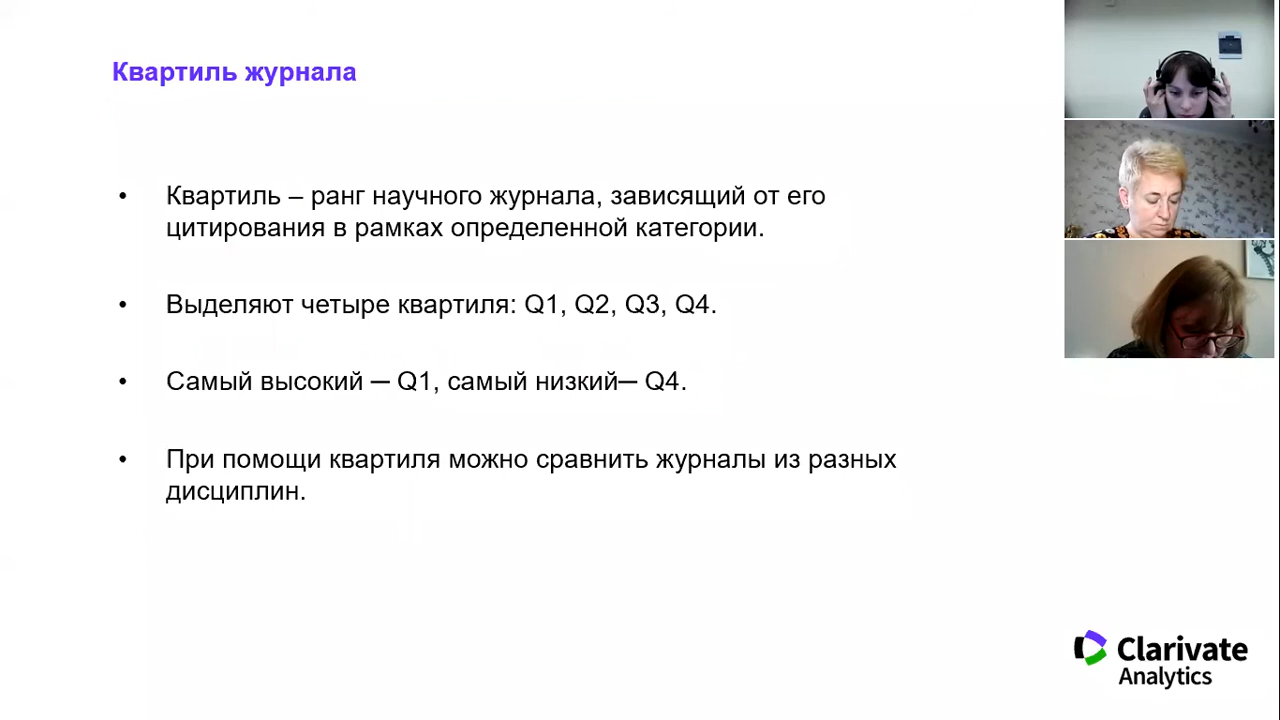 Квартиль журнала
• Квартиль – ранг научного журнала, зависящий от его
цитирования в рамках определенной категории.
• Выделяют четыре квартиля: Q1, Q2, Q3, Q4.
• Самый высокий — Q1, самый низкий— Q4.
• При помощи квартиля можно сравнить журналы из разных
дисциплин.
Clarivate
Analytics